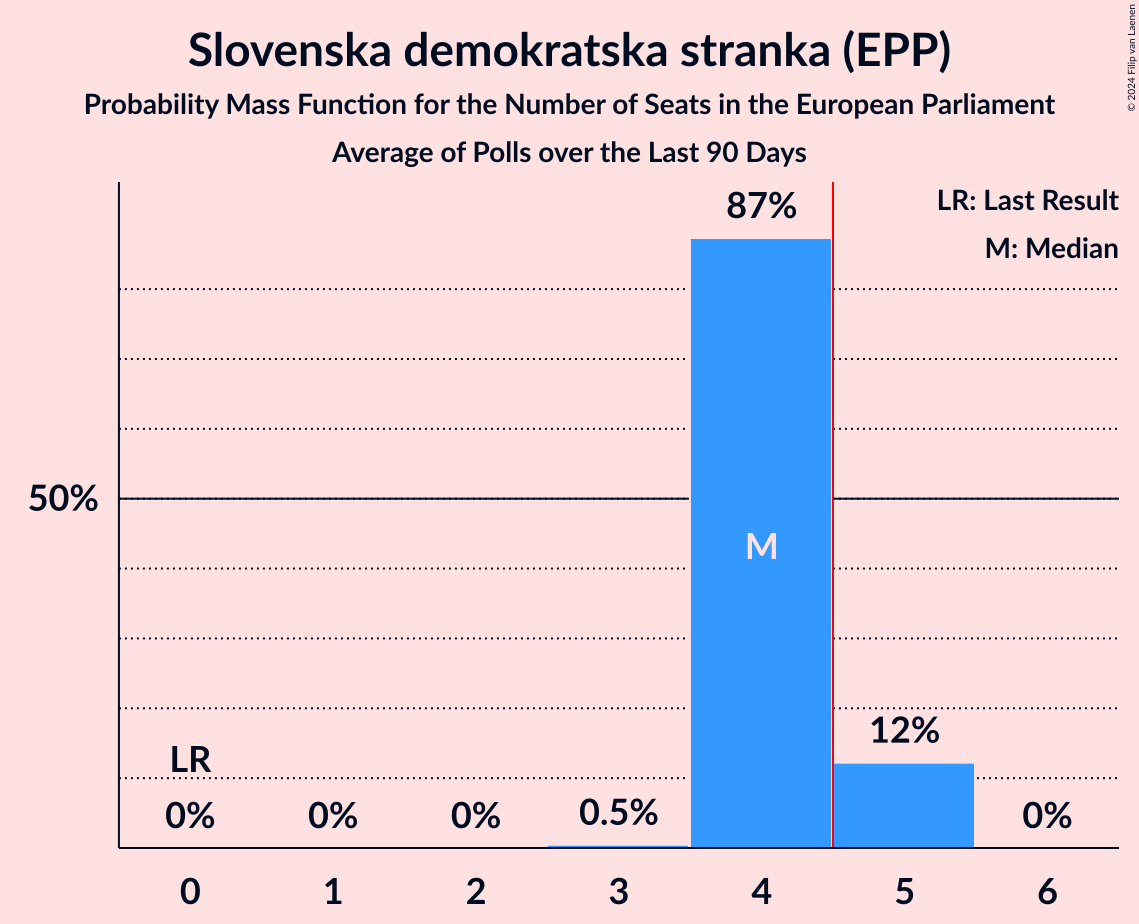 Slovenska demokratska stranka (EPP)
Probability Mass Function for the Number of Seats in the European Parliament
Average of Polls over the Last 90 Days
© 2024 Filip van Laenen
LR: Last Result
M: Median
87%
50%
M
12%
LR
0%
0%
0%
0.5%
0%
0
1
2
3
4
5
6